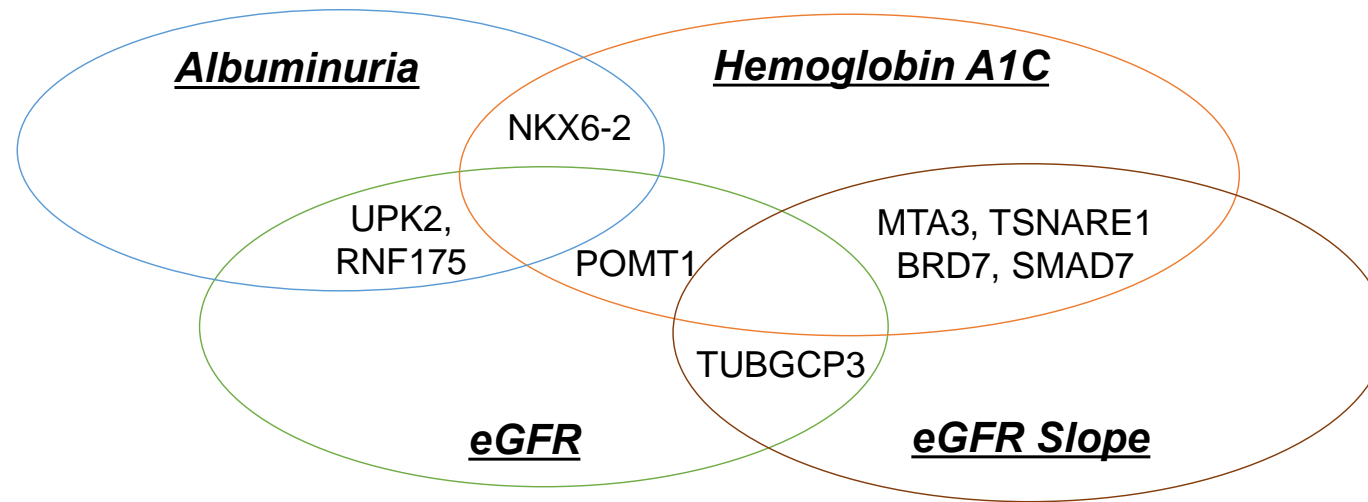 Albuminuria
Hemoglobin A1C
NKX6-2
UPK2,
RNF175
POMT1
MTA3, TSNARE1
BRD7, SMAD7
TUBGCP3
eGFR
eGFR Slope